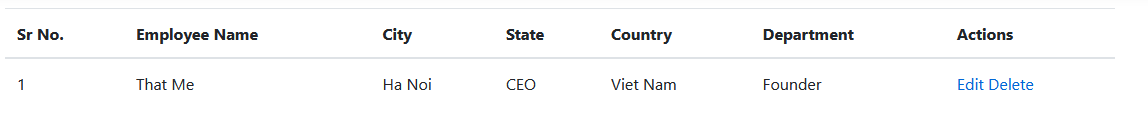 Sr No. Employee Name City State Country Department Actions
1 That Me Ha Noi CEO Viet Nam Founder Edit Delete